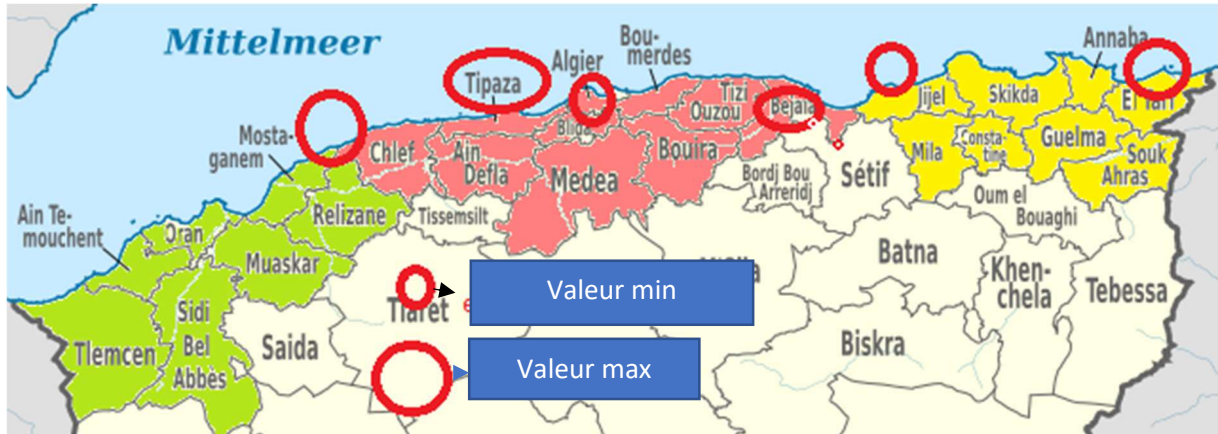 Mittelmeer
Bou-
merdes
Algier
Tipaza
Annaba
Mosta-
ganem
Chlef
Ain
Defla
Blida
Medea
Tizi
Ouzou
Bouira
Bejaia
Jijel
Skikda
El Tarf
Mila
Consta-
tine
Guelma
Souk
Ahras
Bordj Bou
Arreridj
Sétif
Oum el
Bouaghi
Ain Te-
mouchent
Oran
Relizane
Tissemsilt
Muaskar
Batna
Khen-
chela
Tebessa
Tlemcen
Sidi
Bel
Abbès
Saida
Tiaret
Biskra
Valeur min
Valeur max